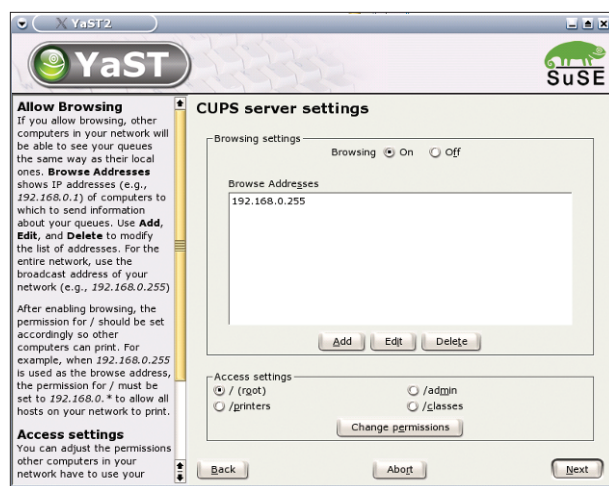 YaST2
YaST
SuSE
Allow Browsing
If you allow browsing, other
computers in your network will
be able to see your queues
the same way as their local
ones. Browse Addresses
shows IP addresses (e.g.,
192.168.0.1) of computers to
which to send information
about your queues. Use Add,
Edit, and Delete to modify
the list of addresses. For the
entire network, use the
broadcast address of your
network (e.g., 192.168.0.255)
After enabling browsing, the
permission for / should be set
accordingly so other
computers can print. For
example, when 192.168.0.255
is used as the browse address,
the permission for / must be
set to 192.168.0.* to allow all
hosts on your network to print.
Access settings
You can adjust the permissions
other computers in your
network have to use your
CUPS server settings
Browsing settings
Browsing On Off
Browse Addresses
192.168.0.255
Add Edit Delete
Access settings
/ (root) /admin
/printers /classes
Change permissions
Back Abort Next